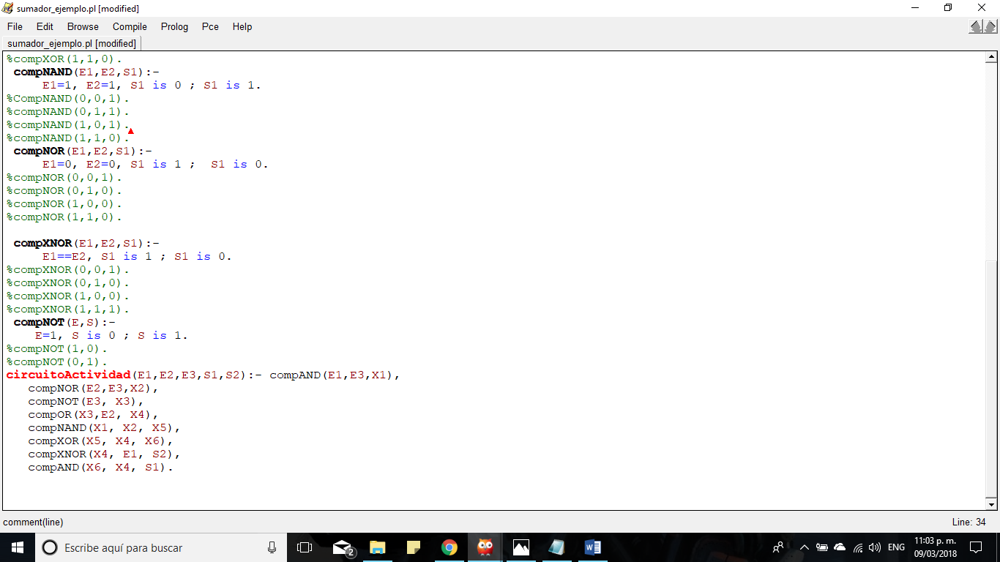 sumador_ejemplo.pl [modified]
File Edit Browse Compile Prolog Pce Help
sumador_ejemplo.pl [modified]
%compXOR(1,1,0).
compNAND(E1,E2,S1):-
E1=1, E2=1, S1 is 0 ; S1 is 1.
%CompNAND(0,0,1).
%compNAND(0,1,1).
%compNAND(1,0,1).
%compNAND(1,1,0).
compNOR(E1,E2,S1):-
E1=0, E2=0, S1 is 1 ;  S1 is 0.
%compNOR(0,0,1).
%compNOR(0,1,0).
%compNOR(1,0,0).
%compNOR(1,1,0).
compXNOR(E1,E2,S1):-
E1==E2, S1 is 1 ; S1 is 0.
%compXNOR(0,0,1).
%compXNOR(0,1,0).
%compXNOR(1,0,0).
%compXNOR(1,1,1).
compNOT(E,S):-
E=1, S is 0 ; S is 1.
%compNOT(1,0).
%compNOT(0,1).
circuitoActividad(E1,E2,E3,S1,S2):- compAND(E1,E3,X1),
compNOR(E2,E3,X2),
compNOT(E3, X3),
compOR(X3,E2, X4),
compNAND(X1, X2, X5),
compXOR(X5, X4, X6),
compXNOR(X4, E1, S2),
compAND(X6, X4, S1).
comment(line) Line: 34
Escribe aquí para buscar 2 ENG 11:03 p. m.
09/03/2018